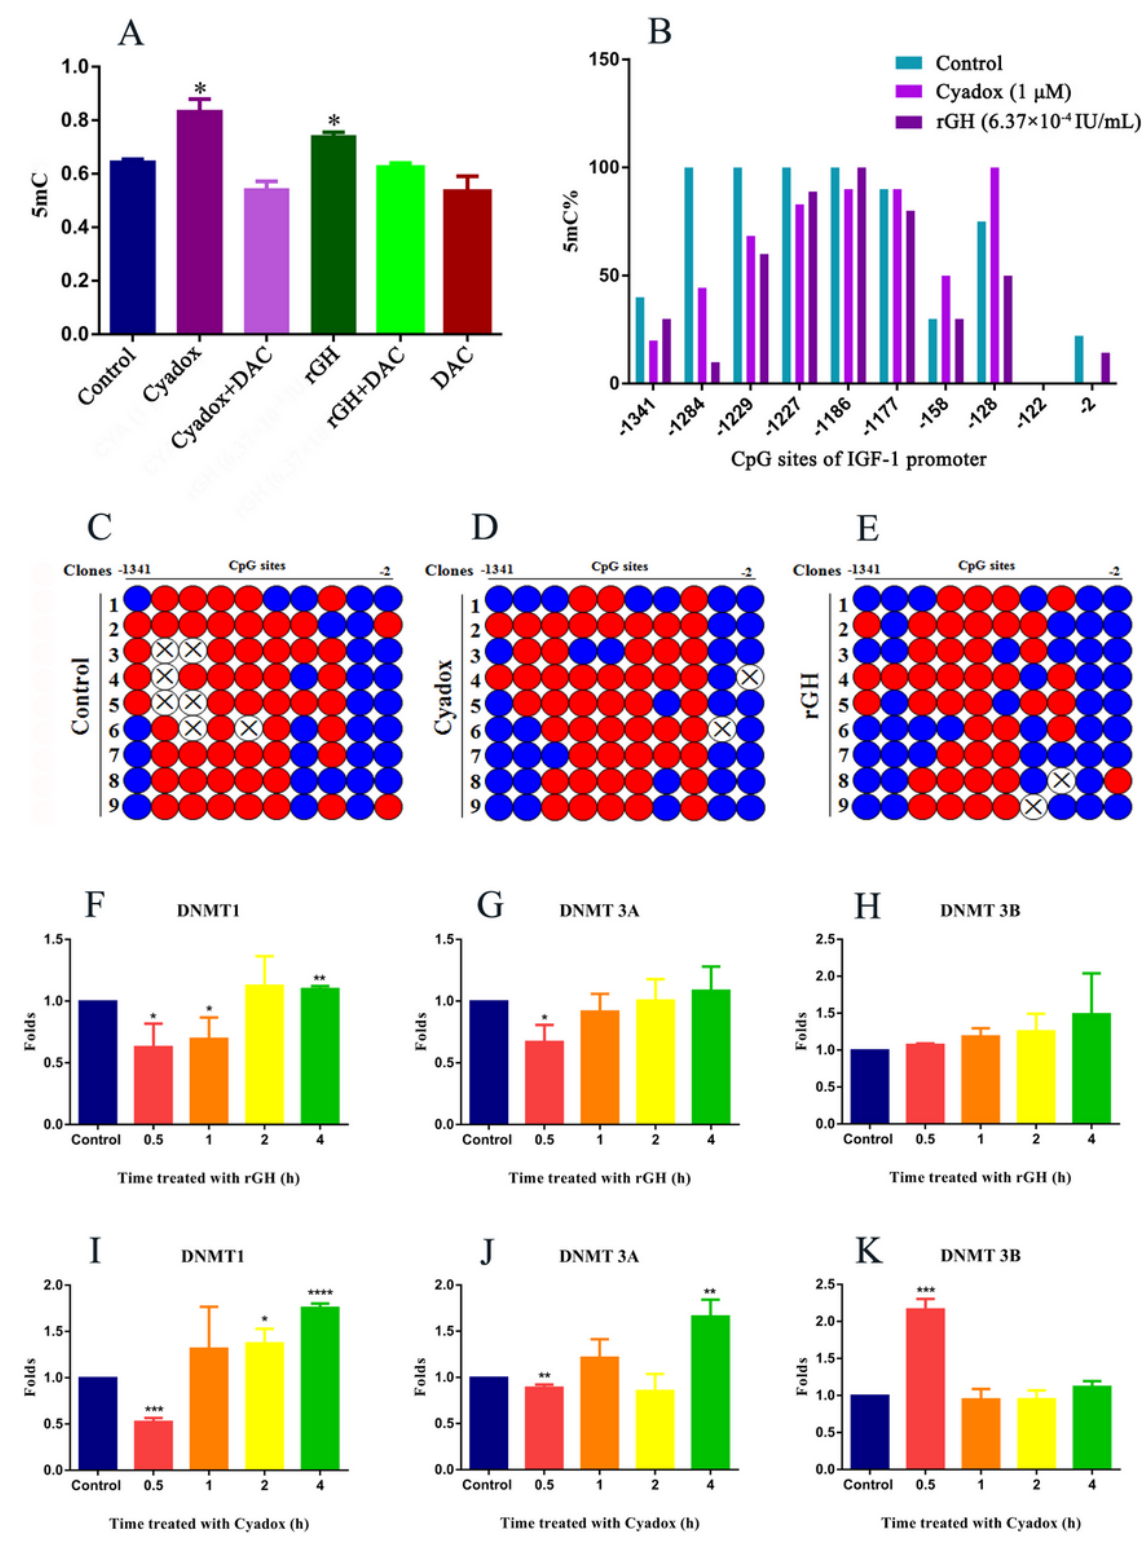 A
1.0
0.8
0.6
0.4
0.2
0.0
5mC
*
*
Control
Cyadox
Cyadox+DAC
rGH
rGH+DAC
DAC
B
150
100
50
0
5mC%
Control
Cyadox (1 μM)
rGH (6.37×10⁻⁴ IU/mL)
-1341
-1284
-1229
-1227
-1186
-1177
-158
-128
-122
-2
CpG sites of IGF-1 promoter
C
Clones -1341 CpG sites -2
Control
1
2
3
4
5
6
7
8
9
D
Clones -1341 CpG sites -2
Cyadox
1
2
3
4
5
6
7
8
9
E
Clones -1341 CpG sites -2
rGH
1
2
3
4
5
6
7
8
9
F
DNMT1
1.5
1.0
0.5
0.0
Folds
*
*
**
Control 0.5 1 2 4
Time treated with rGH (h)
G
DNMT 3A
1.5
1.0
0.5
0.0
Folds
*
Control 0.5 1 2 4
Time treated with rGH (h)
H
DNMT 3B
2.5
2.0
1.5
1.0
0.5
0.0
Folds
Control 0.5 1 2 4
Time treated with rGH (h)
I
DNMT1
2.0
1.5
1.0
0.5
0.0
Folds
***
*
****
Control 0.5 1 2 4
Time treated with Cyadox (h)
J
DNMT 3A
2.0
1.5
1.0
0.5
0.0
Folds
**
**
Control 0.5 1 2 4
Time treated with Cyadox (h)
K
DNMT 3B
2.5
2.0
1.5
1.0
0.5
0.0
Folds
***
Control 0.5 1 2 4
Time treated with Cyadox (h)